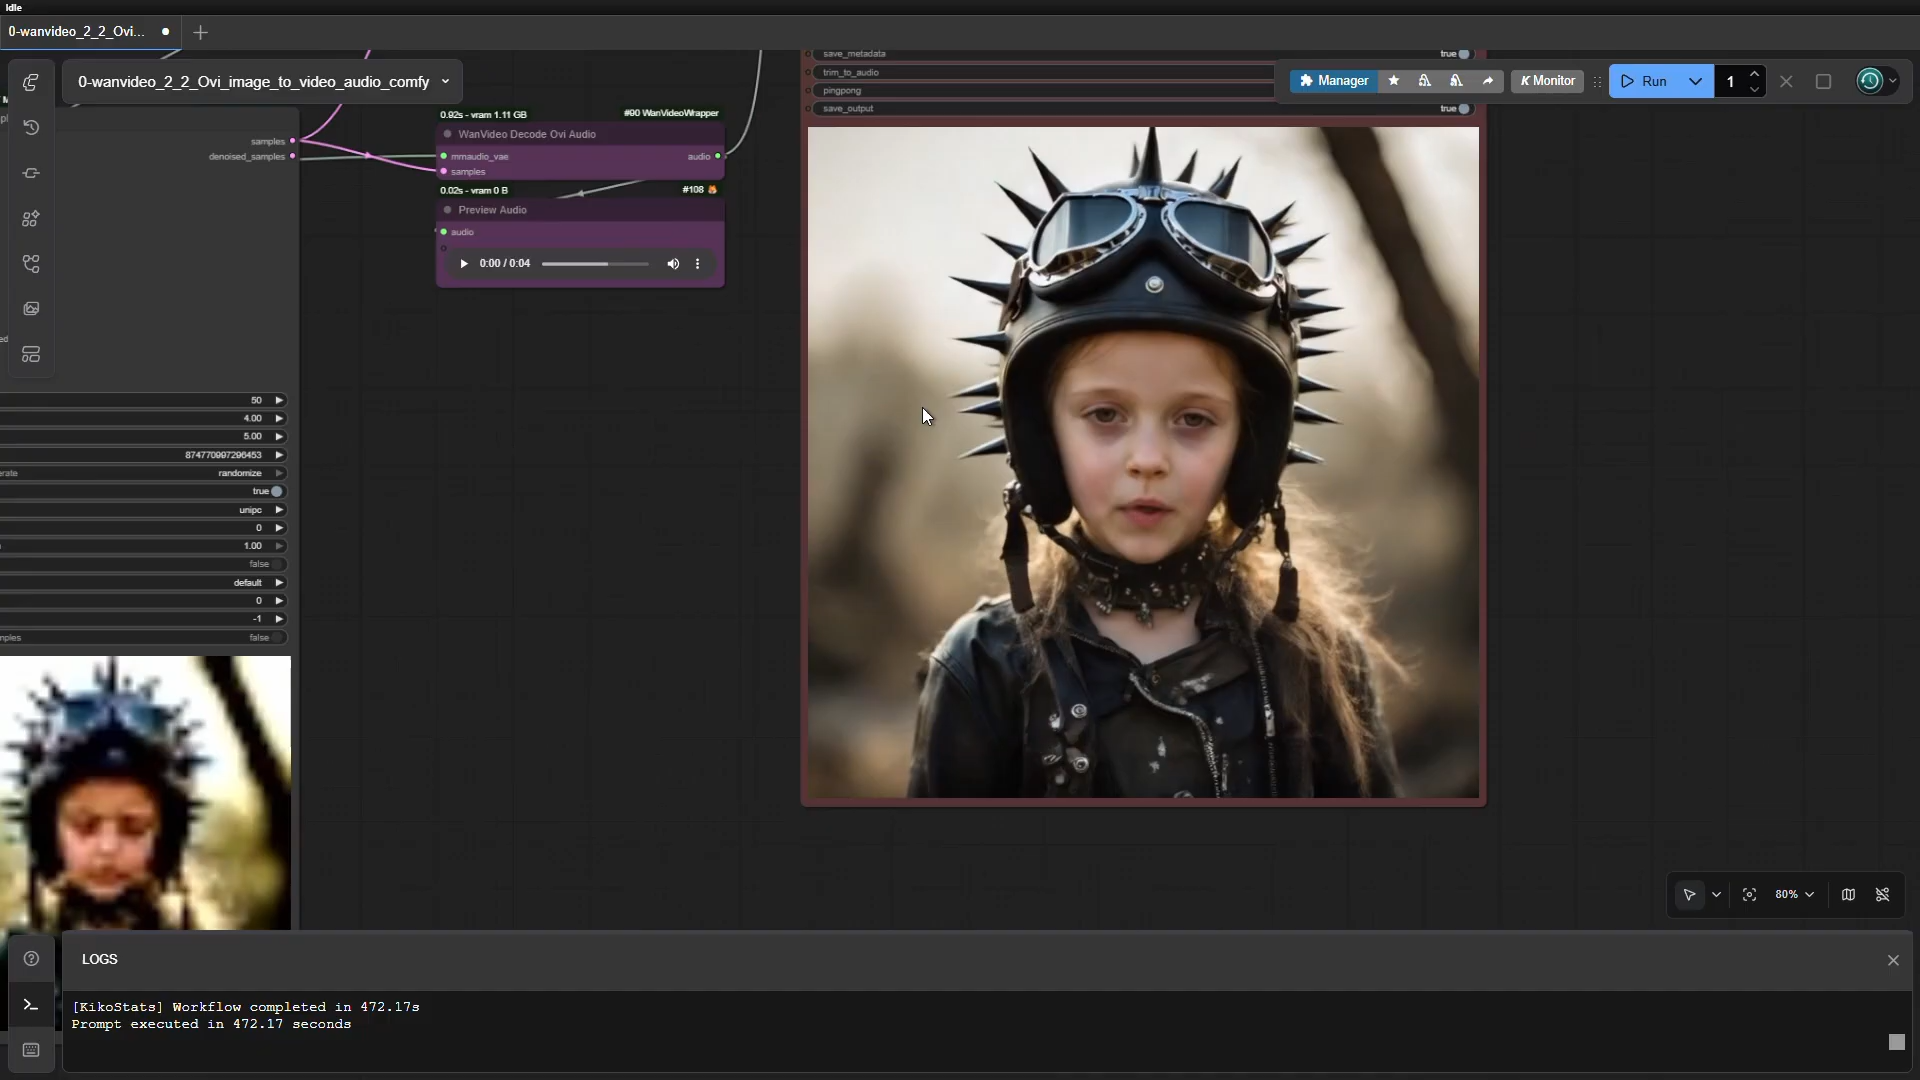 Idle
0-wanvideo_2_2_Ovi...
0-wanvideo_2_2_Ovi_image_to_video_audio_comfy
save_metadata true
trim_to_audio
pingpong
save_output true
Manager
K Monitor
Run
1
samples
denoised_samples
0.92s - vram 1.11 GB #90 WanVideoWrapper
WanVideo Decode Ovi Audio
mmaudio_vae audio
samples
0.02s - vram 0 B #108
Preview Audio
audio
0:00 / 0:04
50
4.00
5.00
874770997296453
erate randomize
true
unipc
0
1.00
false
default
0
-1
mples false
80%
LOGS
[KikoStats] Workflow completed in 472.17s
Prompt executed in 472.17 seconds